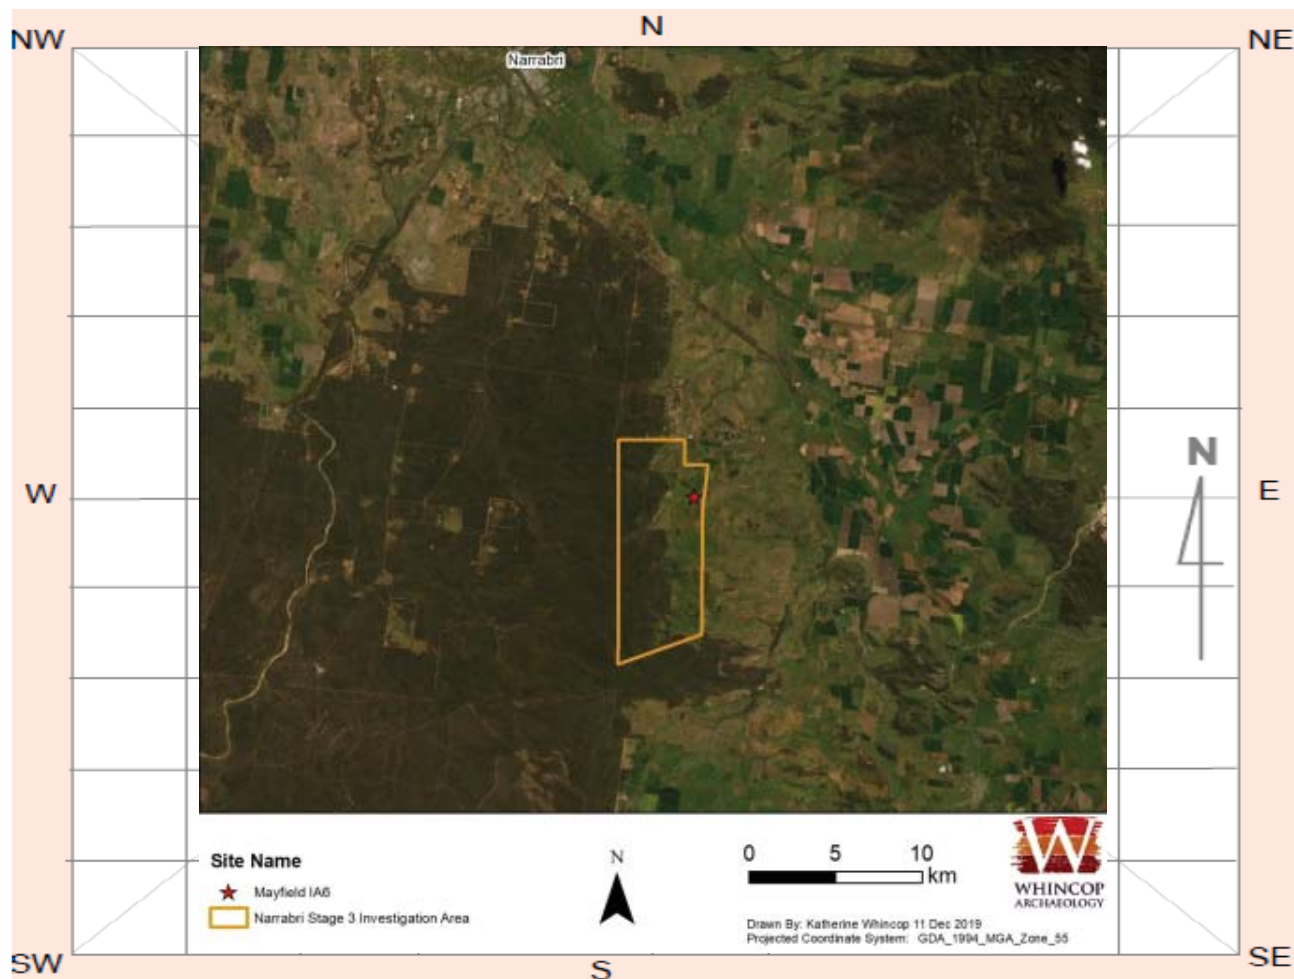 N
NW
NE
Narrabri
N
W
E
Site Name
Mayfield IA6
Narrabri Stage 3 Investigation Area
N
0 5 10
km
W
WHINCOP
ARCHAEOLOGY
Drawn By: Katherine Whincop 11 Dec 2019
Projected Coordinate System: GDA_1994_MGA_Zone_55
SW
S
SE